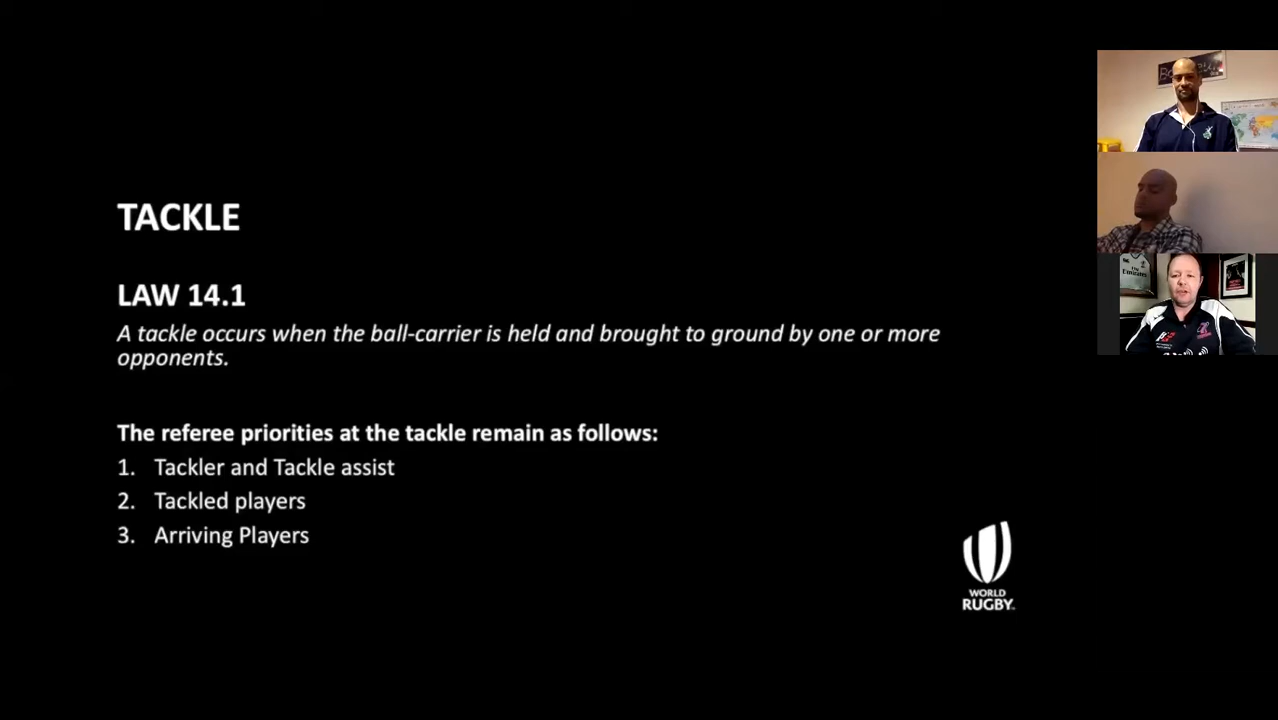 TACKLE
LAW 14.1
A tackle occurs when the ball-carrier is held and brought to ground by one or more
opponents.
The referee priorities at the tackle remain as follows:
1. Tackler and Tackle assist
2. Tackled players
3. Arriving Players
WORLD
RUGBY
Fly
Emirates